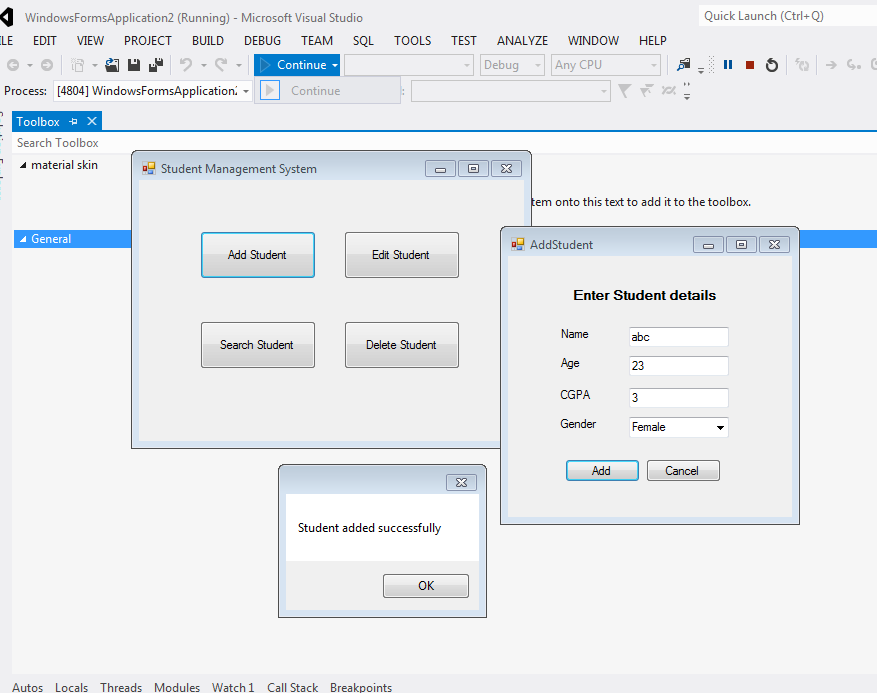 WindowsFormsApplication2 (Running) - Microsoft Visual Studio
Quick Launch (Ctrl+Q)
ILE EDIT VIEW PROJECT BUILD DEBUG TEAM SQL TOOLS TEST ANALYZE WINDOW HELP
Continue Debug Any CPU
Process: [4804] WindowsFormsApplication2 Continue
Toolbox
Search Toolbox
material skin
tem onto this text to add it to the toolbox.
General
Student Management System
Add Student Edit Student
Search Student Delete Student
AddStudent
Enter Student details
Name abc
Age 23
CGPA 3
Gender Female
Add Cancel
Student added successfully
OK
Autos Locals Threads Modules Watch 1 Call Stack Breakpoints